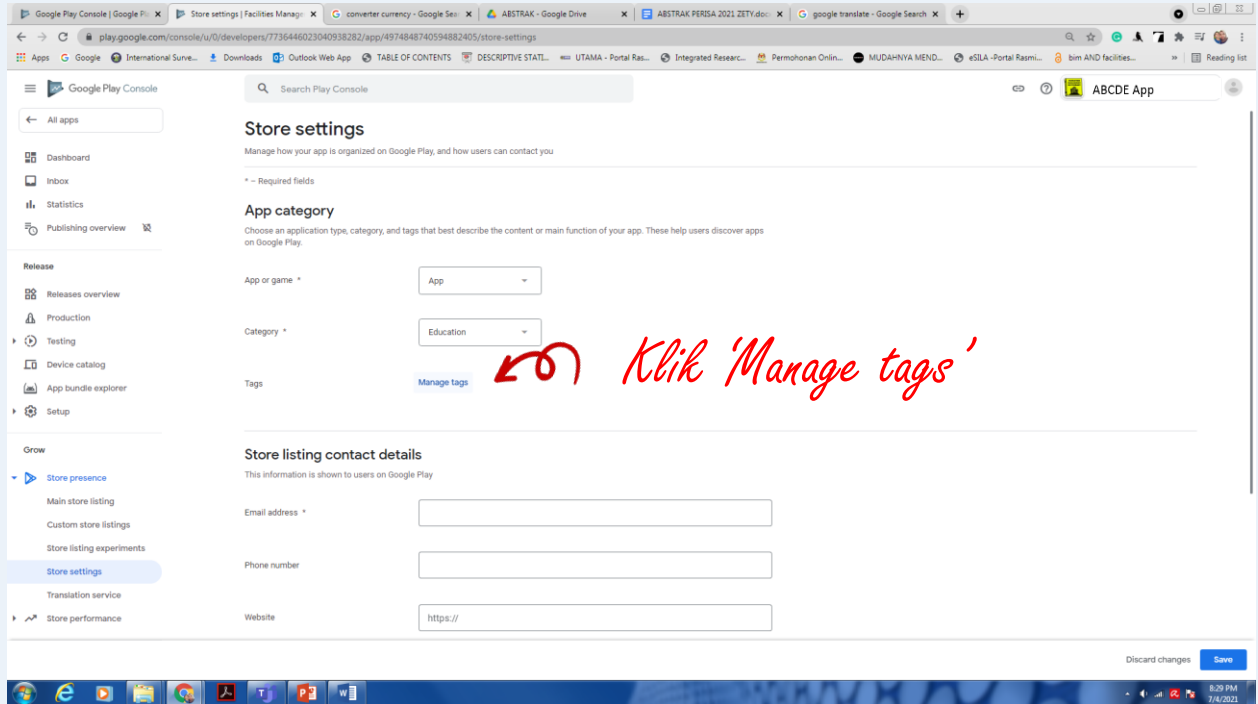 Google Play Console | Google Pl
Store settings | Facilities Manage
converter currency - Google Sea
ABSTRAK - Google Drive
ABSTRAK PERISA 2021 ZETY.doc
google translate - Google Search
play.google.com/console/u/0/developers/7736446023040938282/app/4974848740594882405/store-settings
Apps
Google
International Surve...
Downloads
Outlook Web App
TABLE OF CONTENTS
DESCRIPTIVE STATI...
UTAMA - Portal Ras...
Integrated Researc...
Permohonan Onlin...
MUDAHNYA MEND...
eSILA -Portal Rasmi...
bim AND facilities...
»
Reading list
Google Play Console
Search Play Console
ABCDE App
All apps
Dashboard
Inbox
Statistics
Publishing overview
Release
Releases overview
Production
Testing
Device catalog
App bundle explorer
Setup
Grow
Store presence
Main store listing
Custom store listings
Store listing experiments
Store settings
Translation service
Store performance
Store settings
Manage how your app is organized on Google Play, and how users can contact you
* – Required fields
App category
Choose an application type, category, and tags that best describe the content or main function of your app. These help users discover apps
on Google Play.
App or game *
App
Category *
Education
Tags
Manage tags
Klik 'Manage tags'
Store listing contact details
This information is shown to users on Google Play
Email address *
Phone number
Website
https://
Discard changes
Save
8:29 PM
7/4/2021